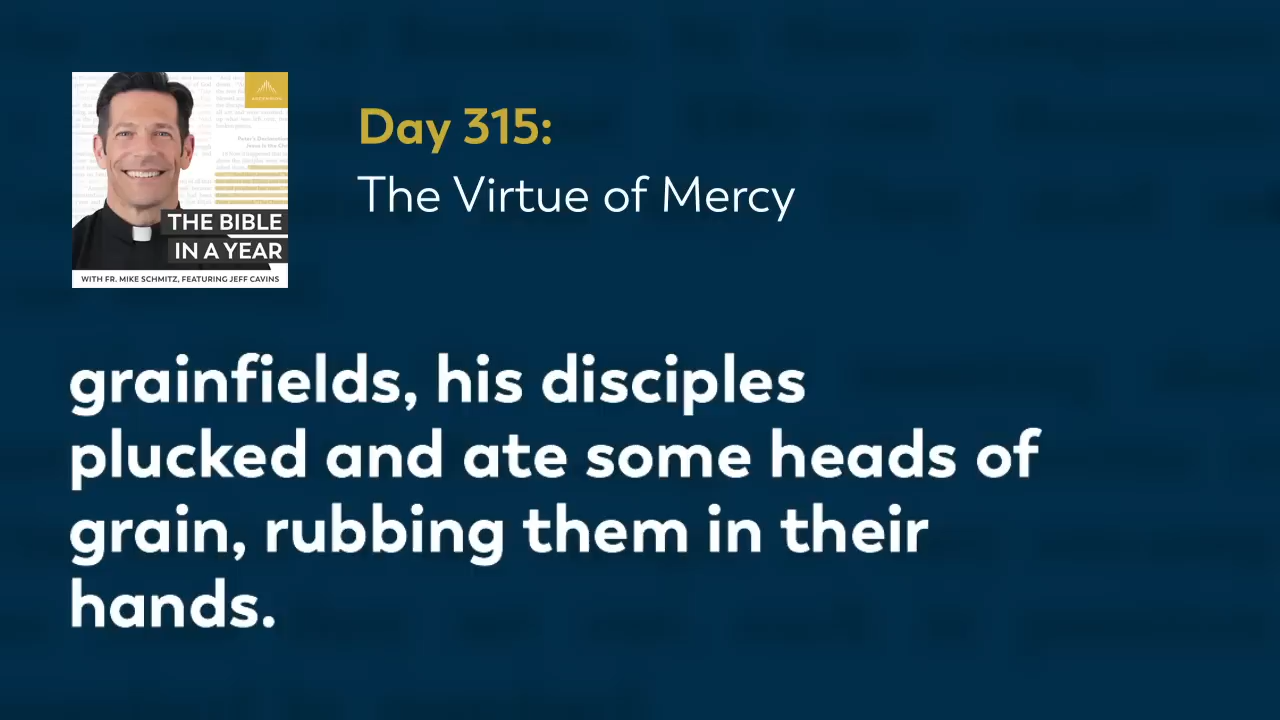 Day 315:
The Virtue of Mercy
THE BIBLE
IN A YEAR
WITH FR. MIKE SCHMITZ, FEATURING JEFF CAVINS
grainfields, his disciples
plucked and ate some heads of
grain, rubbing them in their
hands.